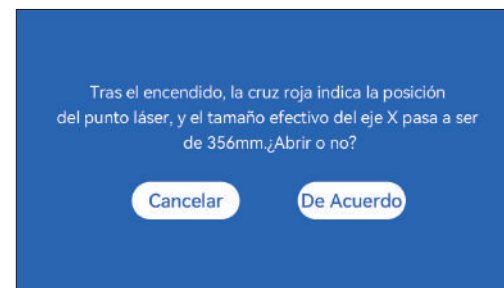 Tras el encendido, la cruz roja indica la posición
del punto láser, y el tamaño efectivo del eje X pasa a ser
de 356mm.¿Abrir o no?
Cancelar
De Acuerdo